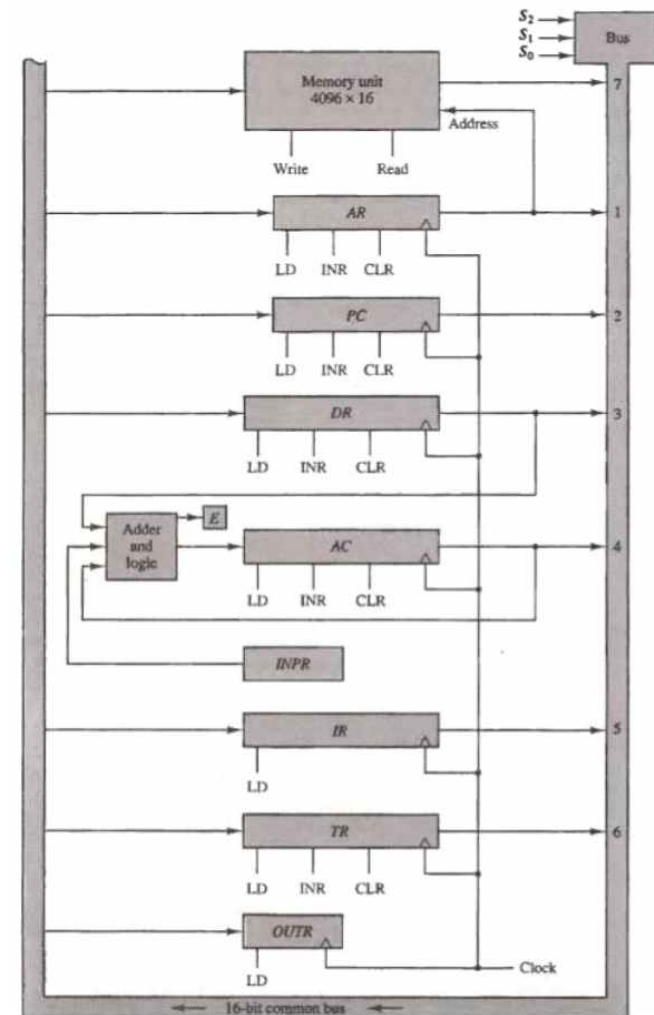 S₂
S₁
S₀
Bus
Memory unit
4096 × 16
7
Address
Write
Read
AR
1
LD
INR
CLR
PC
2
LD
INR
CLR
DR
3
LD
INR
CLR
Adder
and
logic
E
AC
4
LD
INR
CLR
INPR
IR
5
LD
TR
6
LD
INR
CLR
OUTR
LD
Clock
16-bit common bus